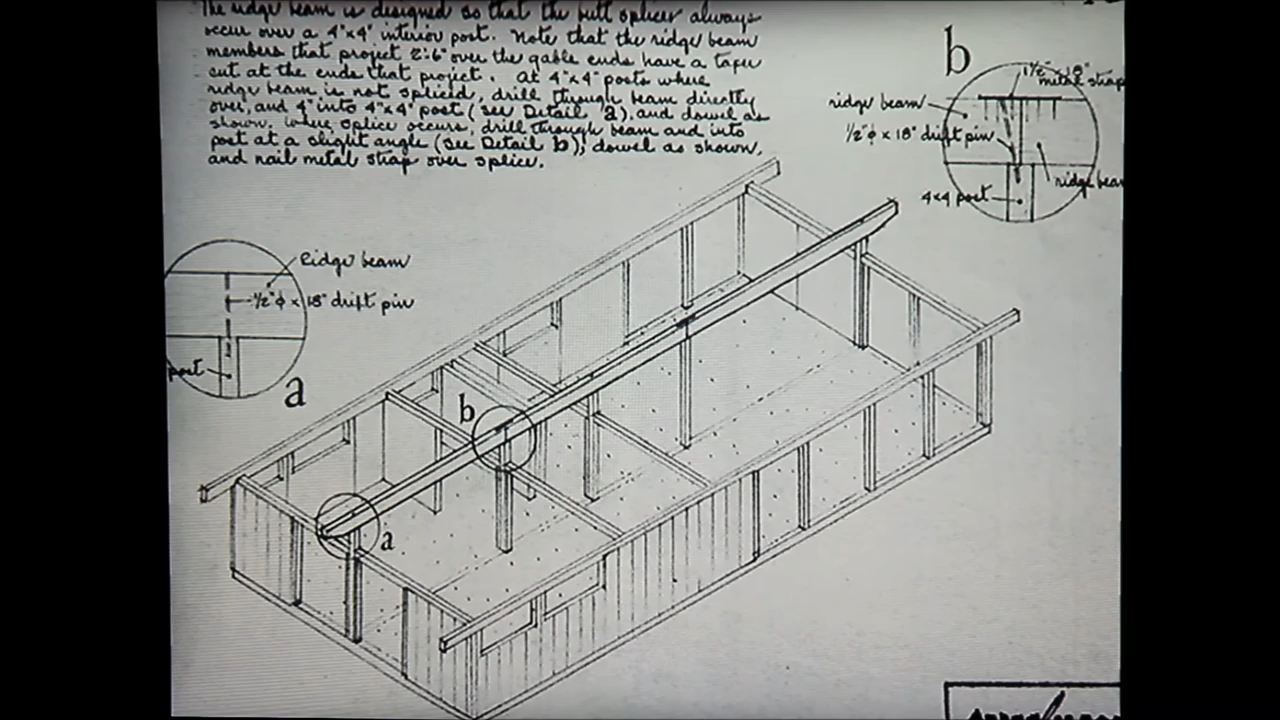 The ridge beam is designed so that the butt splices always
occur over a 4"x4" interior post. Note that the ridge beam
members that project 2'-6" over the gable ends have a taper
cut at the ends that project. At 4"x4" posts where
ridge beam is not spliced, drill through beam directly
over, and 4" into 4"x4" post (see Detail a), and dowel as
shown. Where splice occurs, drill through beam and into
post at a slight angle (see Detail b); dowel as shown,
and nail metal strap over splice.
b
metal strap
ridge beam
1/2"φ x 18" drift pin
ridge beam
4x4 post
Ridge beam
1/2"φ x 18" drift pin
post
a
b
a